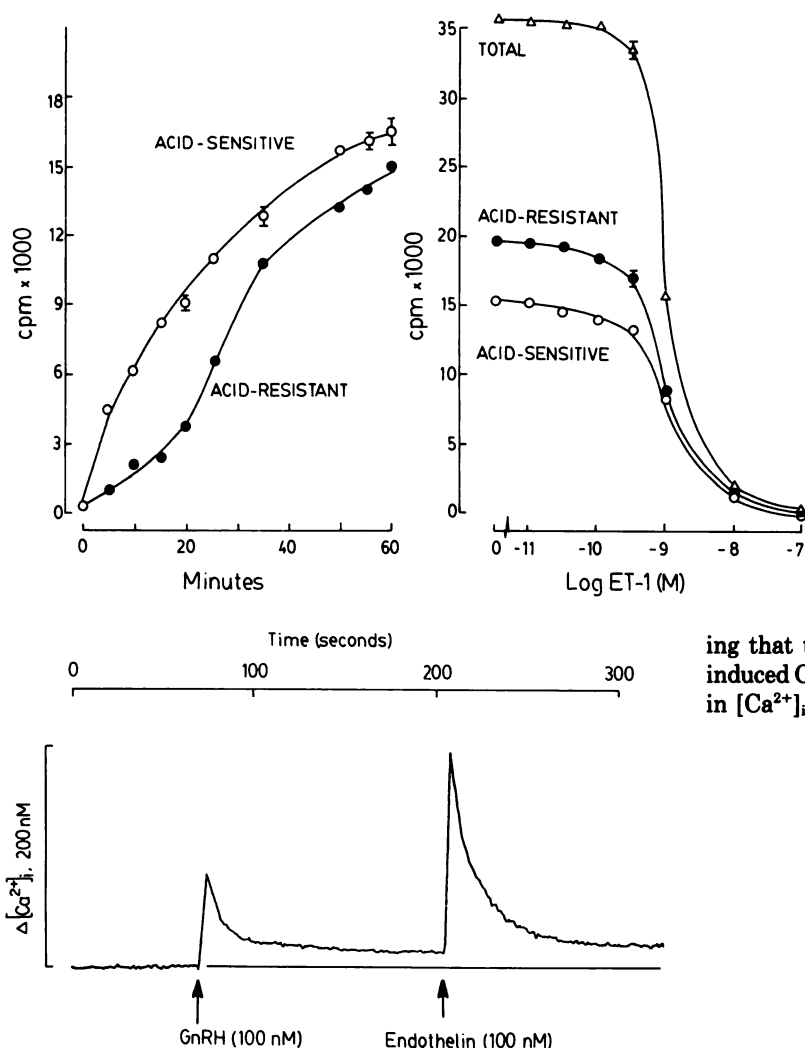 18
15
12
9
6
3
0
cpm x 1000
ACID-SENSITIVE
ACID-RESISTANT
0 20 40 60
Minutes
35
30
25
20
15
10
5
0
cpm x 1000
TOTAL
ACID-RESISTANT
ACID-SENSITIVE
0 -11 -10 -9 -8 -7
Log ET-1 (M)
Time (seconds)
0 100 200 300
Δ[Ca²⁺]i, 200nM
GnRH (100 nM)
Endothelin (100 nM)
ing that
induced
in [Ca²⁺]i